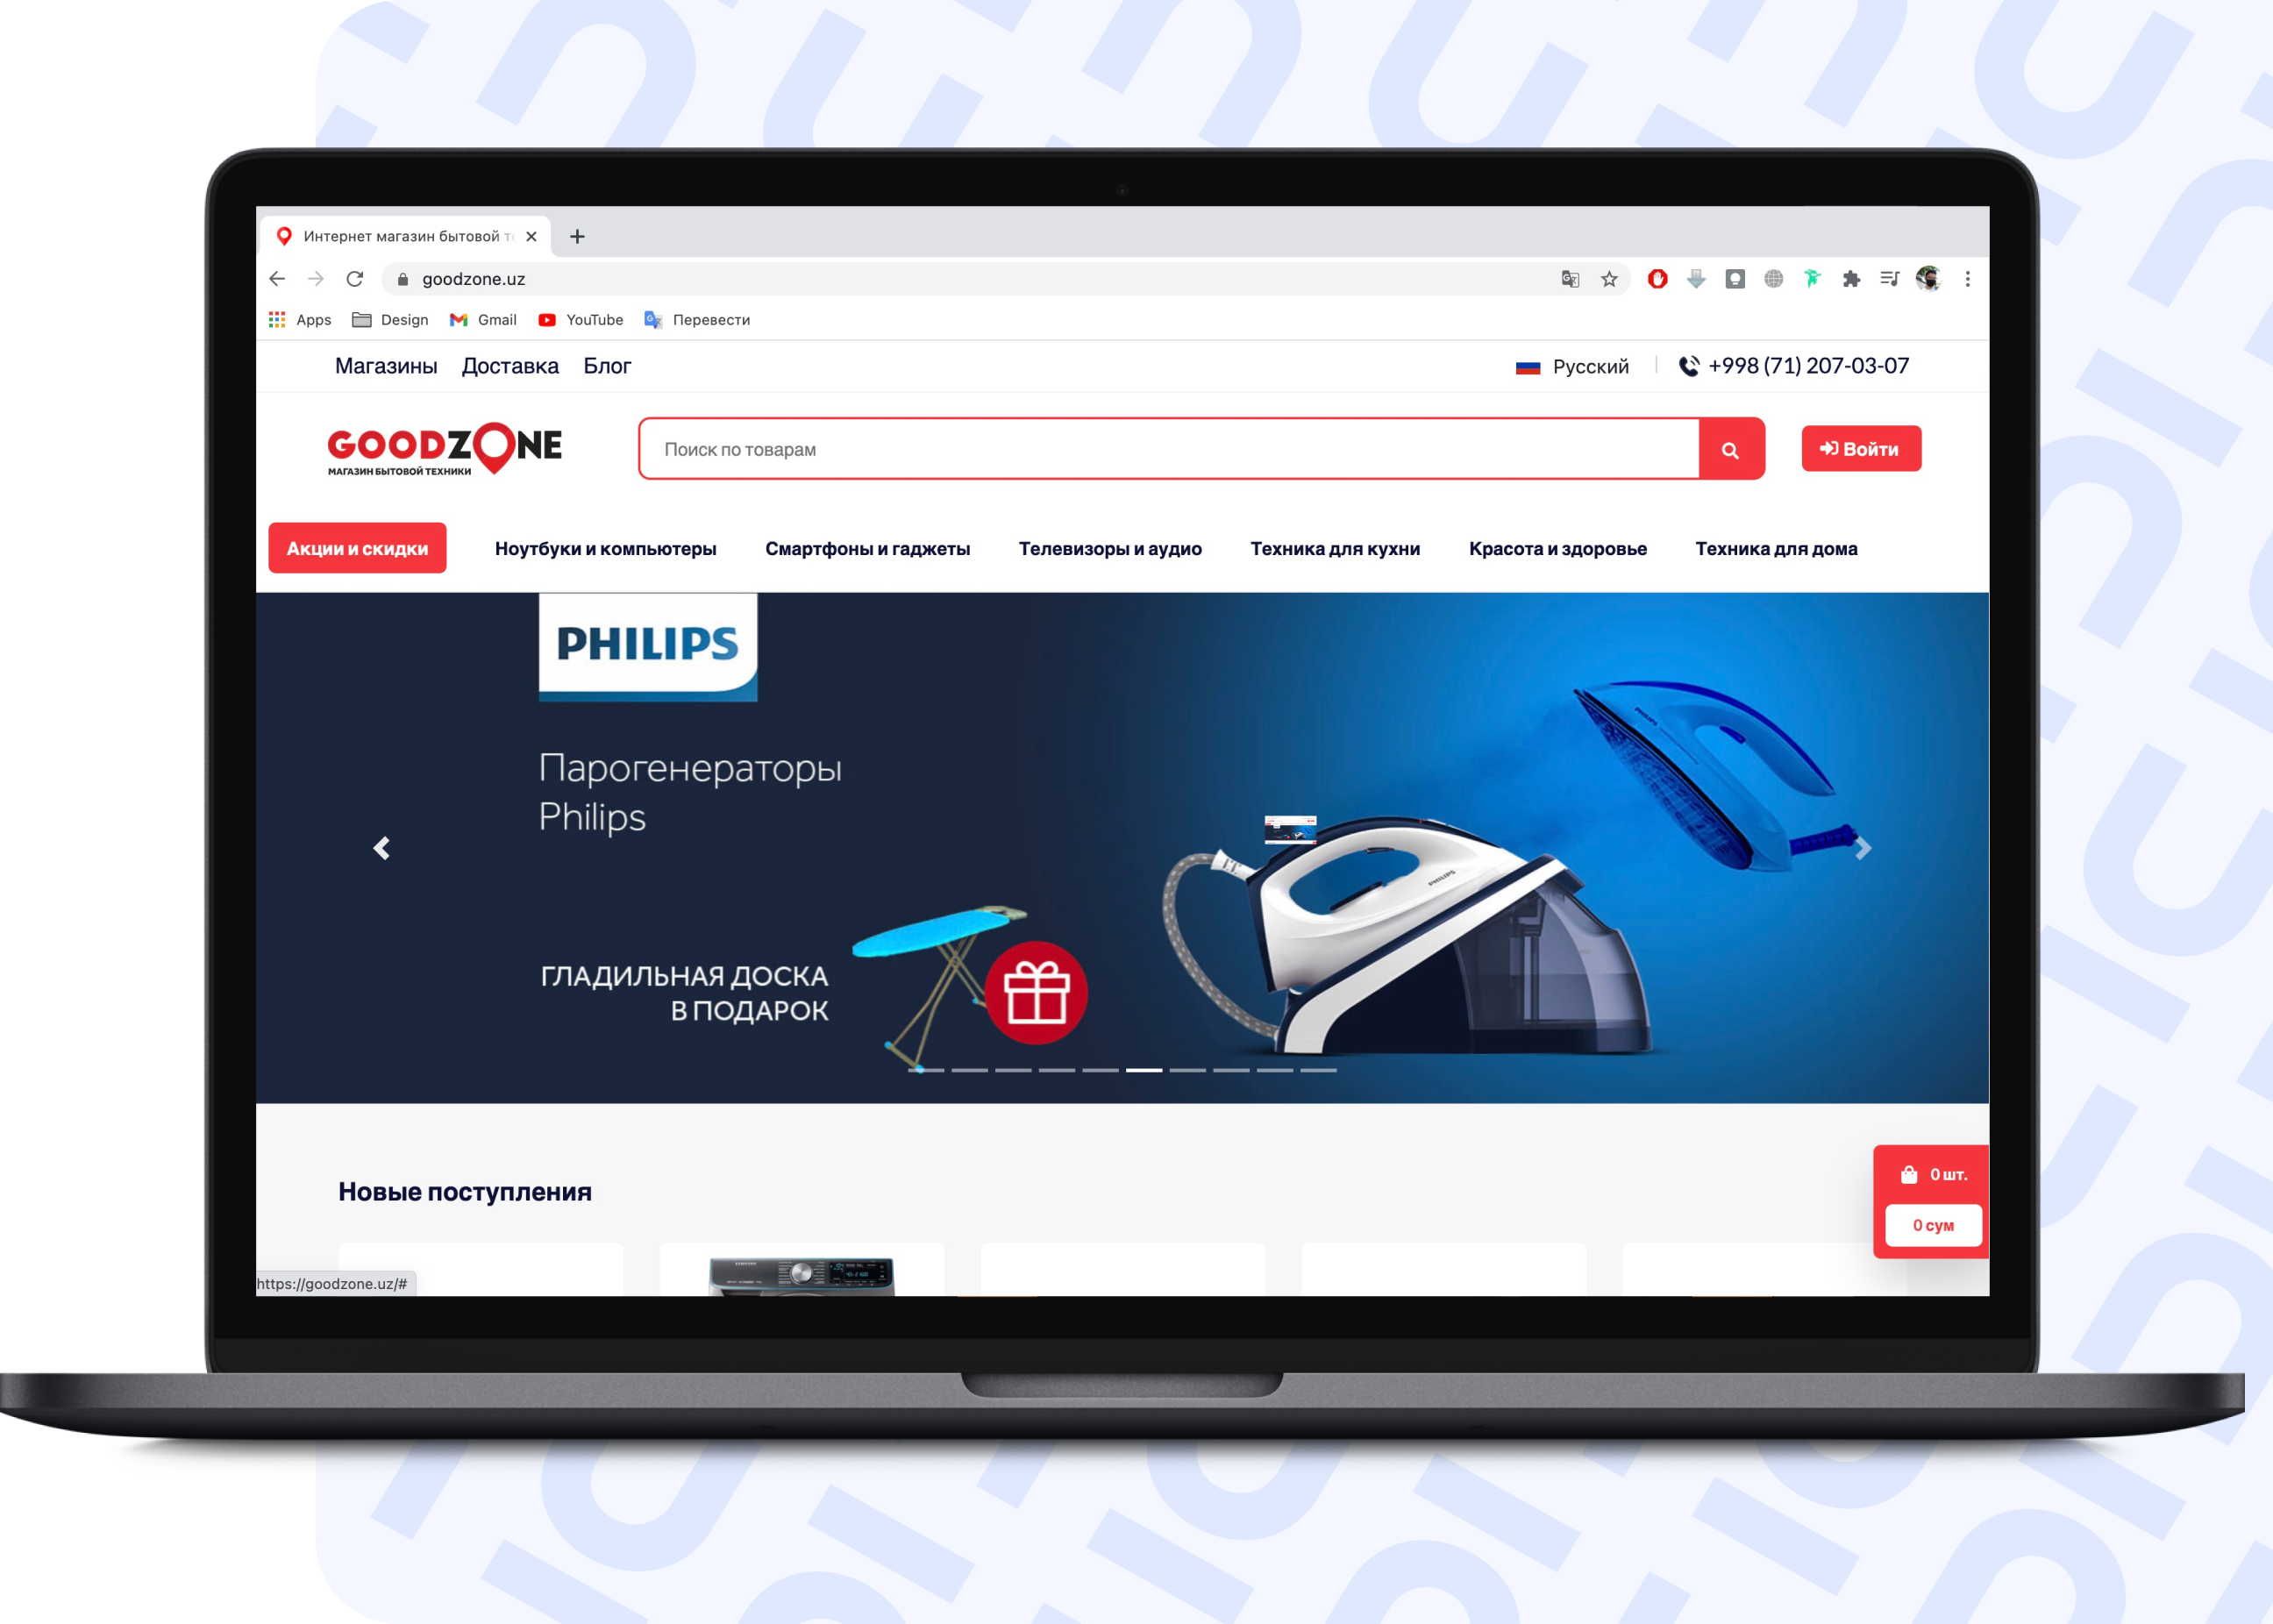 Интернет магазин бытовой
goodzone.uz
Apps Design Gmail YouTube Перевести
Магазины Доставка Блог
Русский +998 (71) 207-03-07
GOODZONE
МАГАЗИН БЫТОВОЙ ТЕХНИКИ
Поиск по товарам
Войти
Акции и скидки Ноутбуки и компьютеры Смартфоны и гаджеты Телевизоры и аудио Техника для кухни Красота и здоровье Техника для дома
PHILIPS
Парогенераторы
Philips
PHILIPS
PHILIPS
ГЛАДИЛЬНАЯ ДОСКА
В ПОДАРОК
0 шт.
0 сум
Новые поступления
SAMSUNG
https://goodzone.uz/#